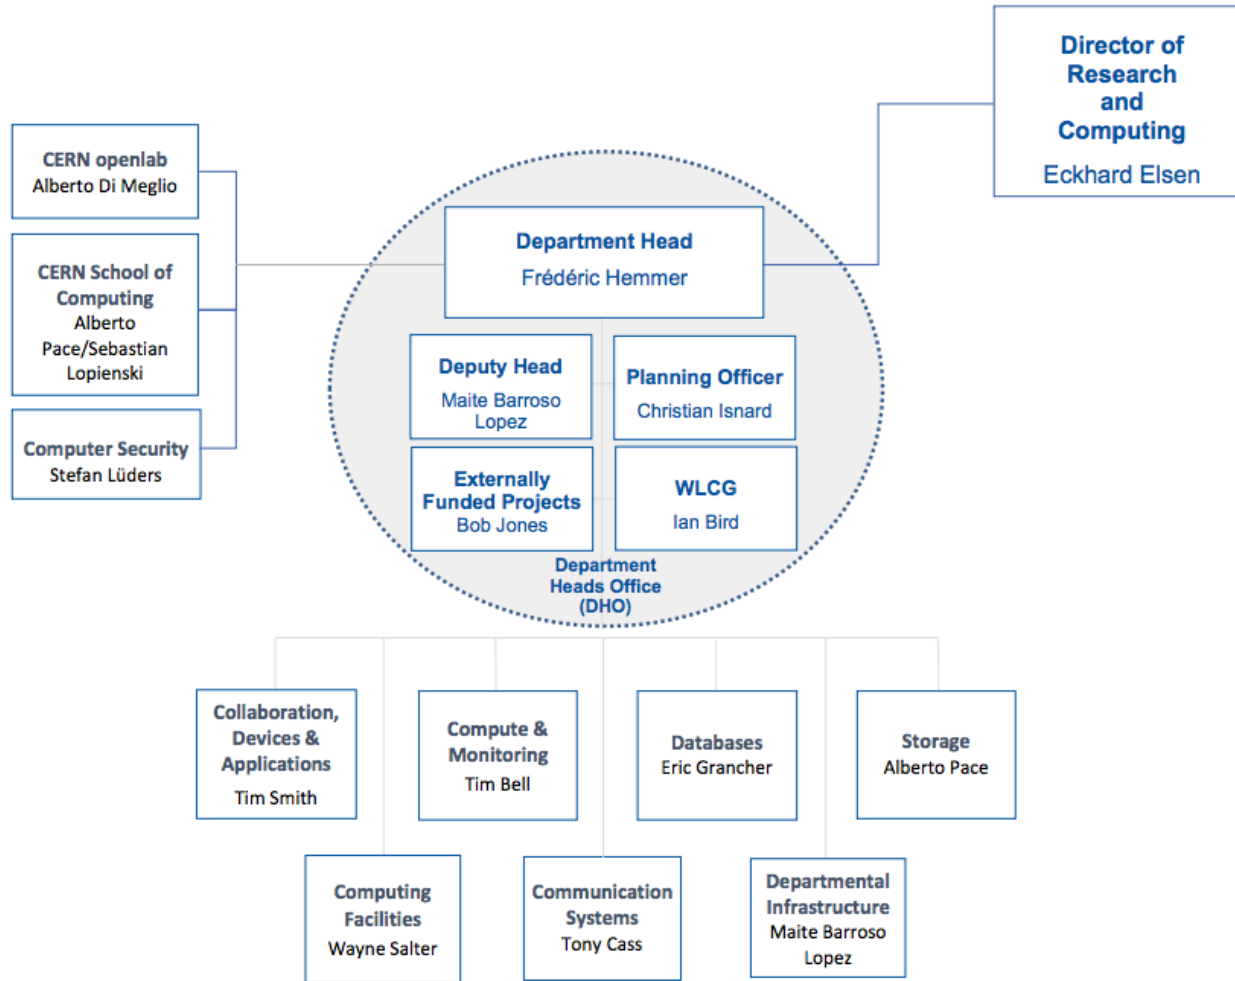 Director of
Research
and
Computing
Eckhard Elsen
CERN openlab
Alberto Di Meglio
CERN School of
Computing
Alberto
Pace/Sebastian
Lopienski
Computer Security
Stefan Lüders
Department Head
Frédéric Hemmer
Deputy Head
Maite Barroso
Lopez
Planning Officer
Christian Isnard
Externally
Funded Projects
Bob Jones
WLCG
Ian Bird
Department
Heads Office
(DHO)
Collaboration,
Devices &
Applications
Tim Smith
Compute &
Monitoring
Tim Bell
Databases
Eric Grancher
Storage
Alberto Pace
Computing
Facilities
Wayne Salter
Communication
Systems
Tony Cass
Departmental
Infrastructure
Maite Barroso
Lopez